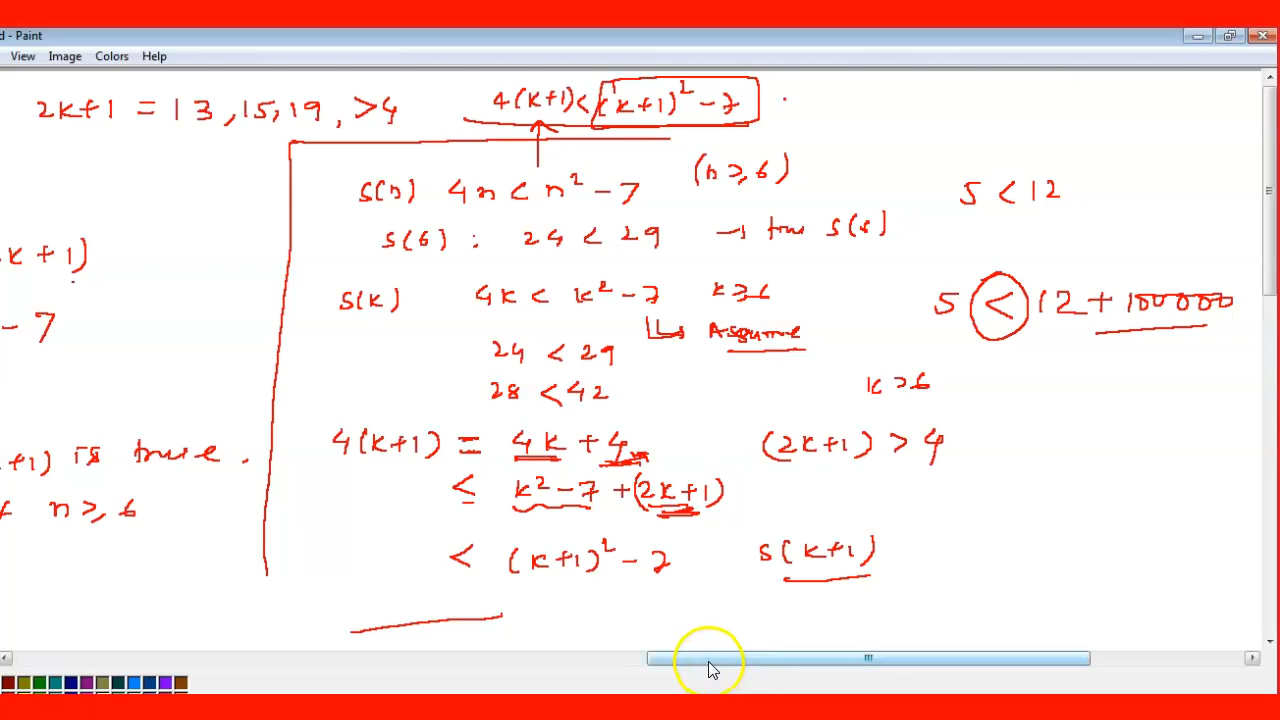 d - Paint
View Image Colors Help
2k+1 = 13, 15, 19, >4
4(k+1) < (k+1)² - 7
S(n) 4n < n² - 7 (n ≥ 6)
5 < 12
S(6) : 24 < 29 → true S(6)
k+1)
S(k) 4k < k² - 7 k ≥ 6
5 < 12 + 100000
- 7
Assume
24 < 29
28 < 42
k ≥ 6
4(k+1) = 4k + 4
(2k+1) > 4
+1) is true.
< k² - 7 + (2k+1)
n ≥ 6
< (k+1)² - 7 S(k+1)